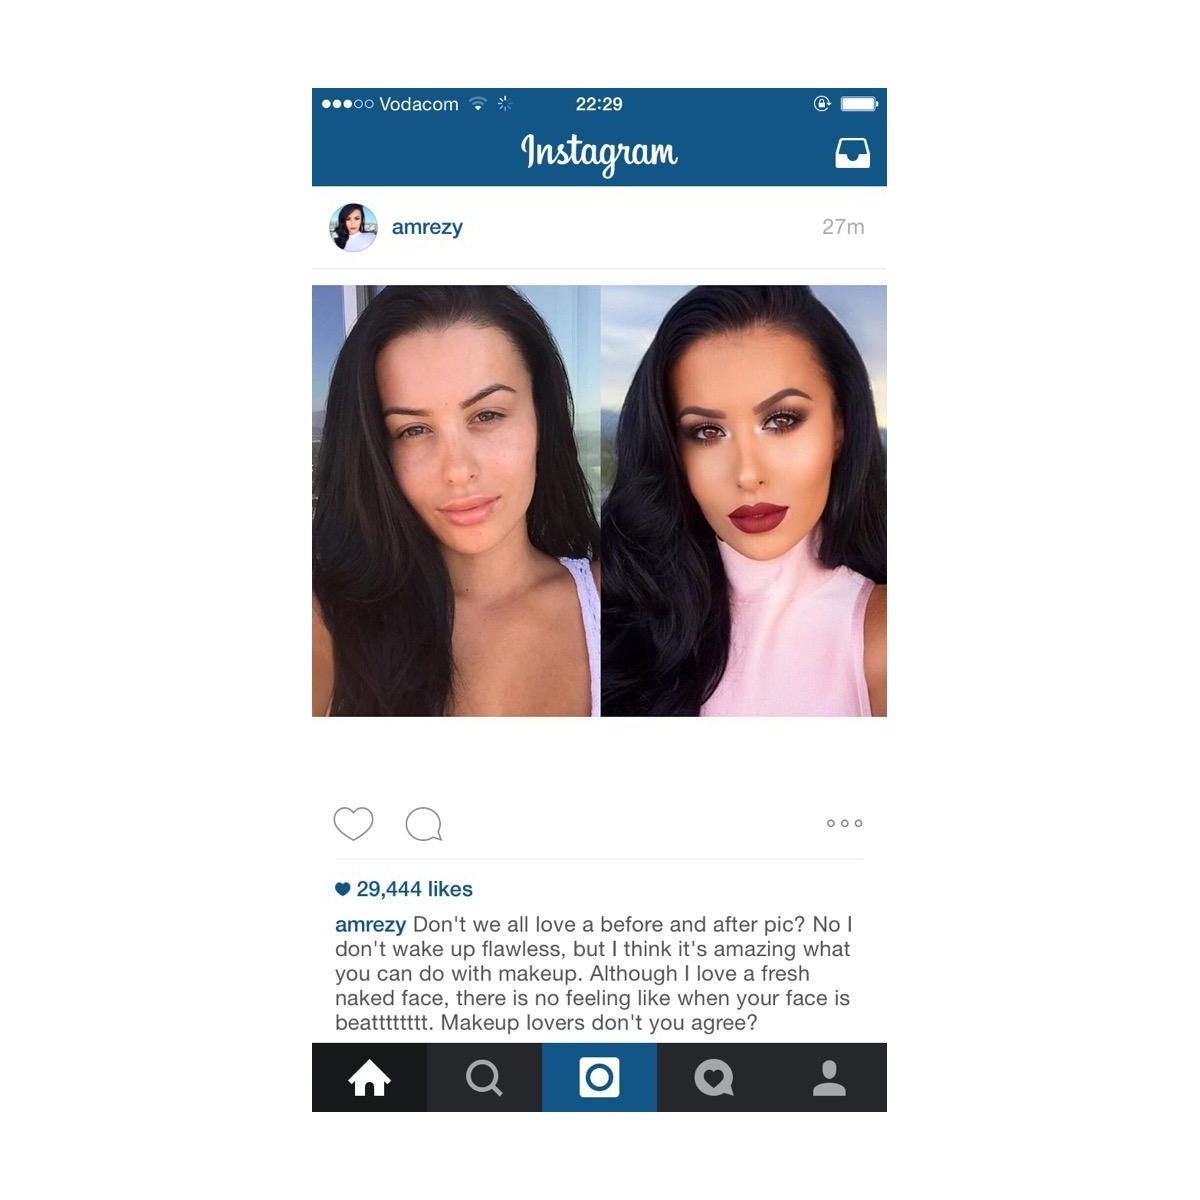 Vodacom 22:29
Instagram
amrezy 27m
29,444 likes
amrezy Don't we all love a before and after pic? No I
don't wake up flawless, but I think it's amazing what
you can do with makeup. Although I love a fresh
naked face, there is no feeling like when your face is
beatttttttt. Makeup lovers don't you agree?